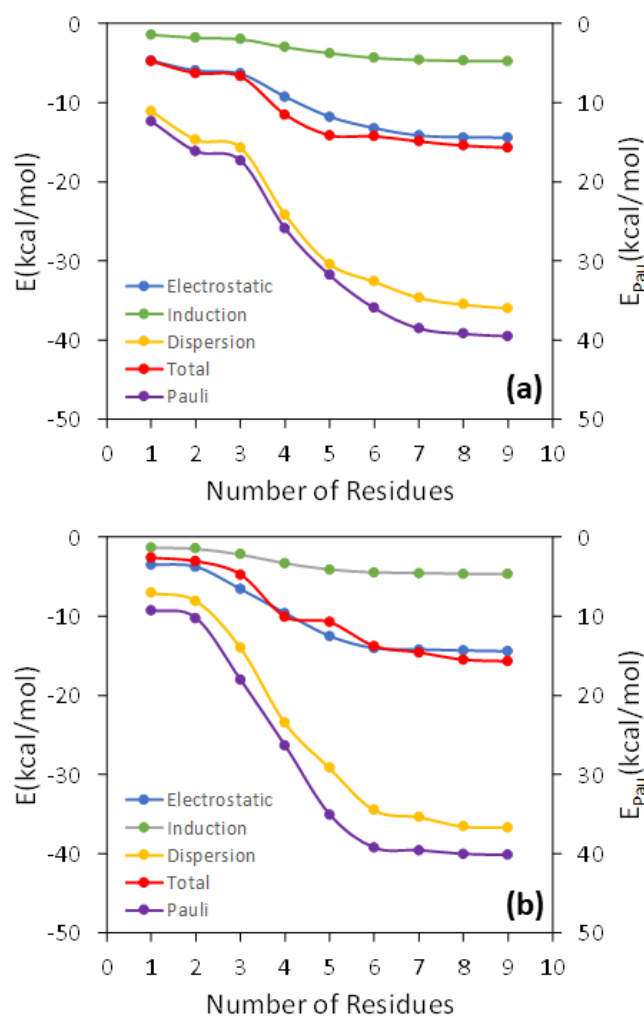 0
-10
-20
-30
-40
-50
E(kcal/mol)
0
10
20
30
40
50
E_Pau(kcal/mol)
Electrostatic
Induction
Dispersion
Total
Pauli
(a)
0 1 2 3 4 5 6 7 8 9 10
Number of Residues
0
-10
-20
-30
-40
-50
E(kcal/mol)
0
10
20
30
40
50
E_Pau(kcal/mol)
Electrostatic
Induction
Dispersion
Total
Pauli
(b)
0 1 2 3 4 5 6 7 8 9 10
Number of Residues